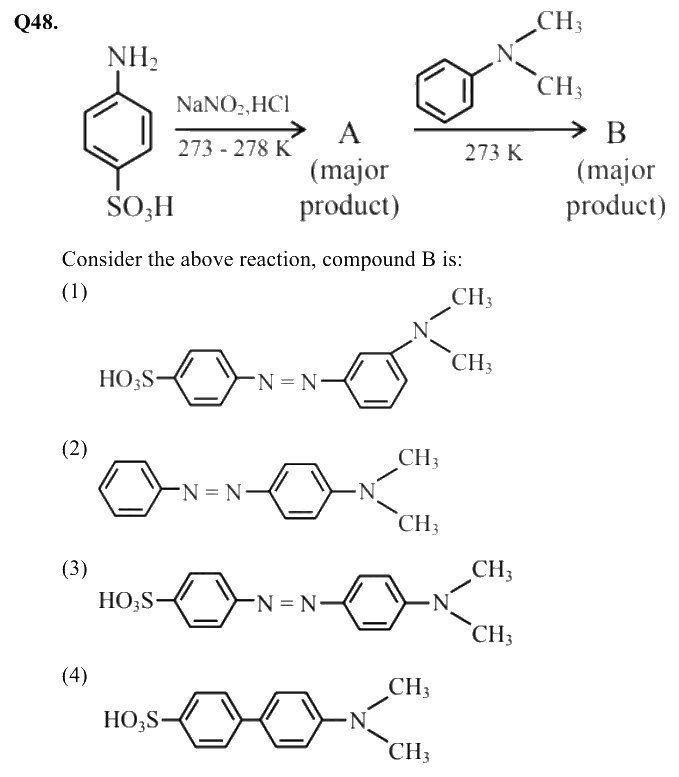 Q48.
NH₂
SO₃H
NaNO₂,HCl
273 - 278 K
A
(major
product)
N
CH₃
CH₃
273 K
B
(major
product)
Consider the above reaction, compound B is:
(1)
HO₃S
N = N
N
CH₃
CH₃
(2)
N = N
N
CH₃
CH₃
(3)
HO₃S
N = N
N
CH₃
CH₃
(4)
HO₃S
N
CH₃
CH₃